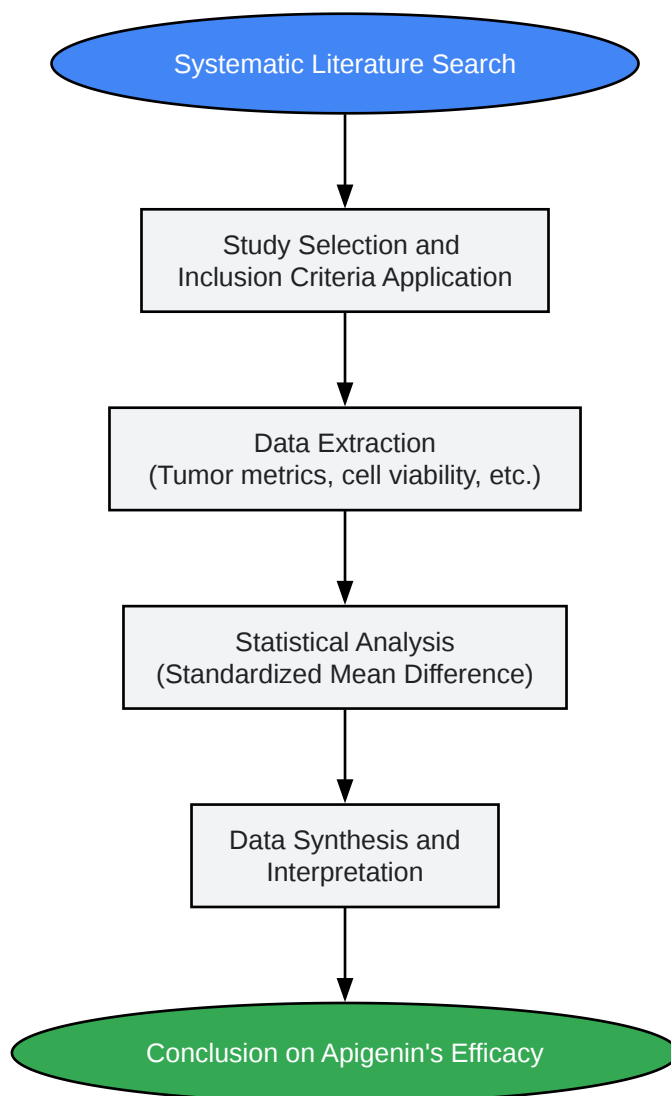 Systematic Literature Search
Study Selection and
Inclusion Criteria Application
Data Extraction
(Tumor metrics, cell viability, etc.)
Statistical Analysis
(Standardized Mean Difference)
Data Synthesis and
Interpretation
Conclusion on Apigenin's Efficacy